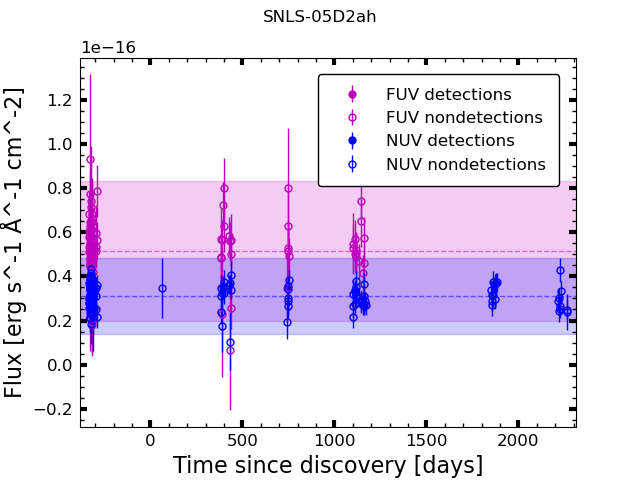 SNLS-05D2ah
1e−16
FUV detections
FUV nondetections
NUV detections
NUV nondetections
1.2
1.0
0.8
0.6
0.4
0.2
0.0
−0.2
Flux [erg s^-1 Å^-1 cm^-2]
0 500 1000 1500 2000
Time since discovery [days]